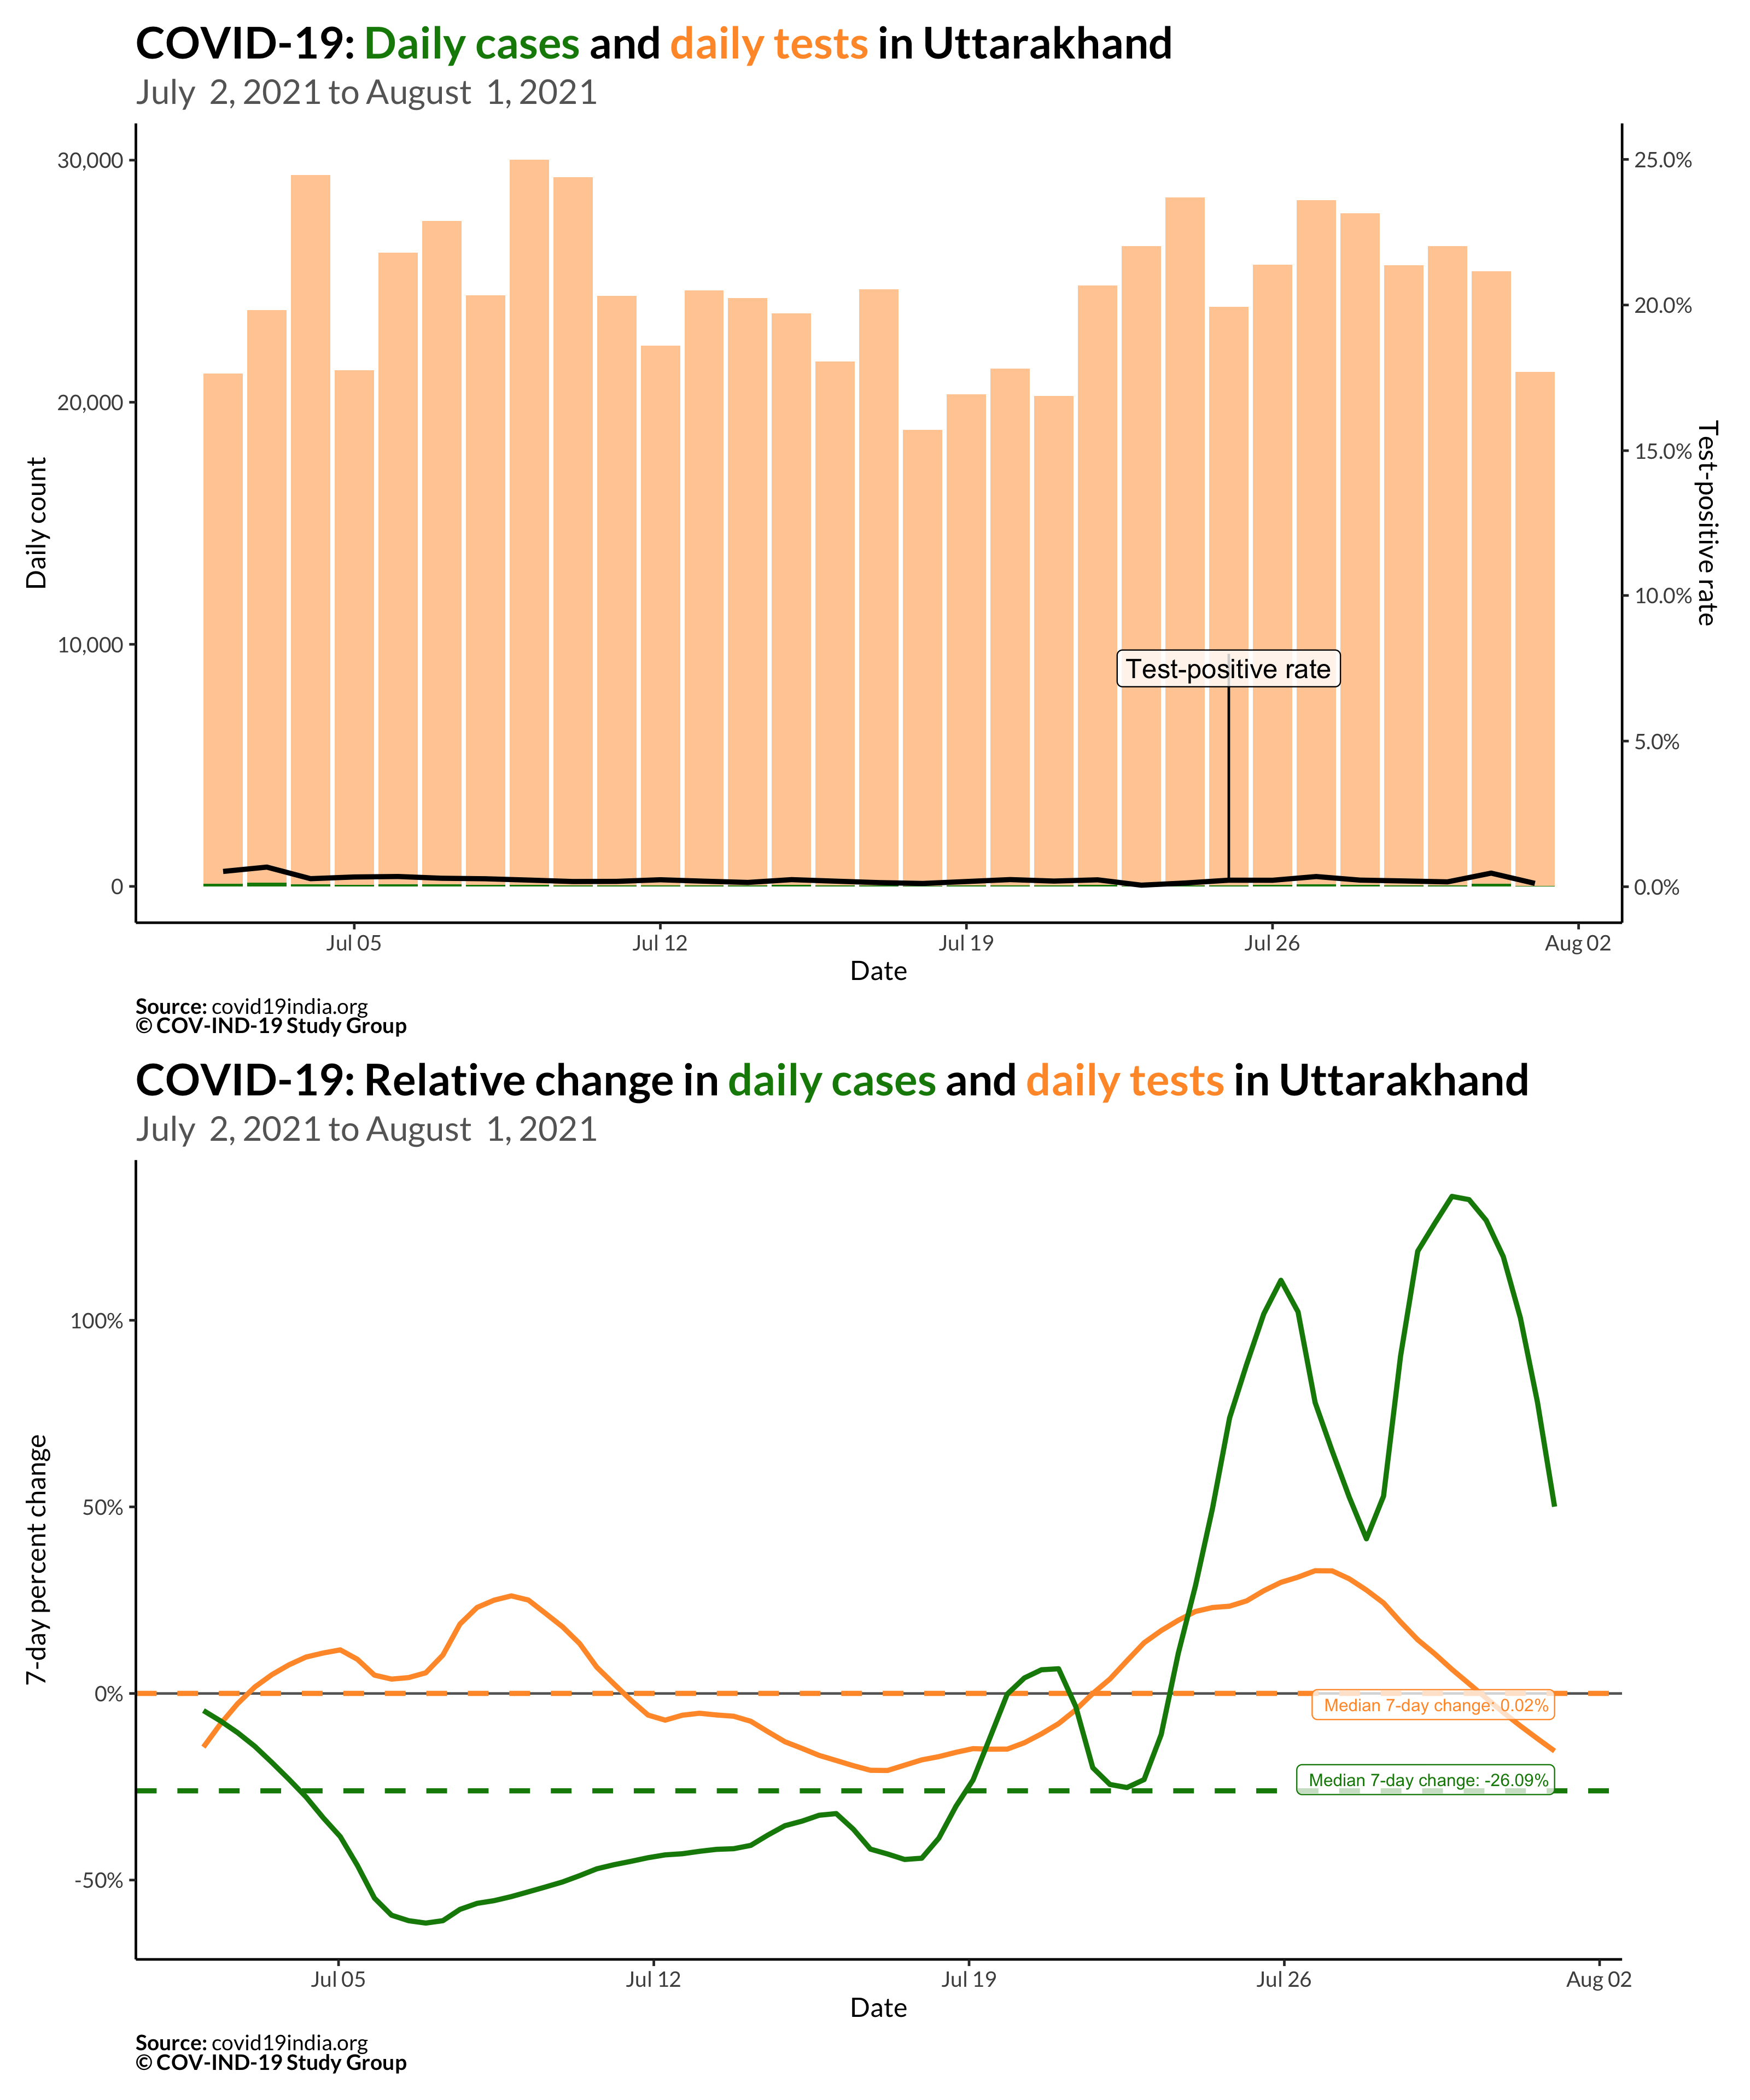 COVID-19: Daily cases and daily tests in Uttarakhand
July  2, 2021 to August  1, 2021
30,000
20,000
10,000
0
Daily count
25.0%
20.0%
15.0%
10.0%
5.0%
0.0%
Test-positive rate
Test-positive rate
Jul 05
Jul 12
Jul 19
Jul 26
Aug 02
Date
Source: covid19india.org
© COV-IND-19 Study Group
COVID-19: Relative change in daily cases and daily tests in Uttarakhand
July  2, 2021 to August  1, 2021
100%
50%
0%
-50%
7-day percent change
Median 7-day change: 0.02%
Median 7-day change: -26.09%
Jul 05
Jul 12
Jul 19
Jul 26
Aug 02
Date
Source: covid19india.org
© COV-IND-19 Study Group